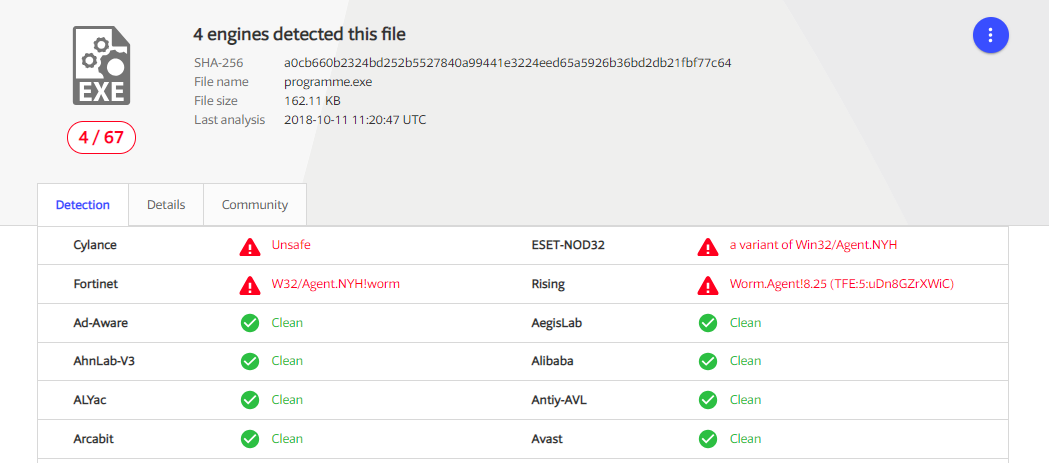 4 engines detected this file
SHA-256 a0cb660b2324bd252b5527840a99441e3224eed65a5926b36bd2db21fbf77c64
File name programme.exe
File size 162.11 KB
Last analysis 2018-10-11 11:20:47 UTC
EXE
4 / 67
Detection Details Community
Cylance Unsafe ESET-NOD32 a variant of Win32/Agent.NYH
Fortinet W32/Agent.NYH!worm Rising Worm.Agent!8.25 (TFE:5:uDn8GZrXWiC)
Ad-Aware Clean AegisLab Clean
AhnLab-V3 Clean Alibaba Clean
ALYac Clean Antiy-AVL Clean
Arcabit Clean Avast Clean